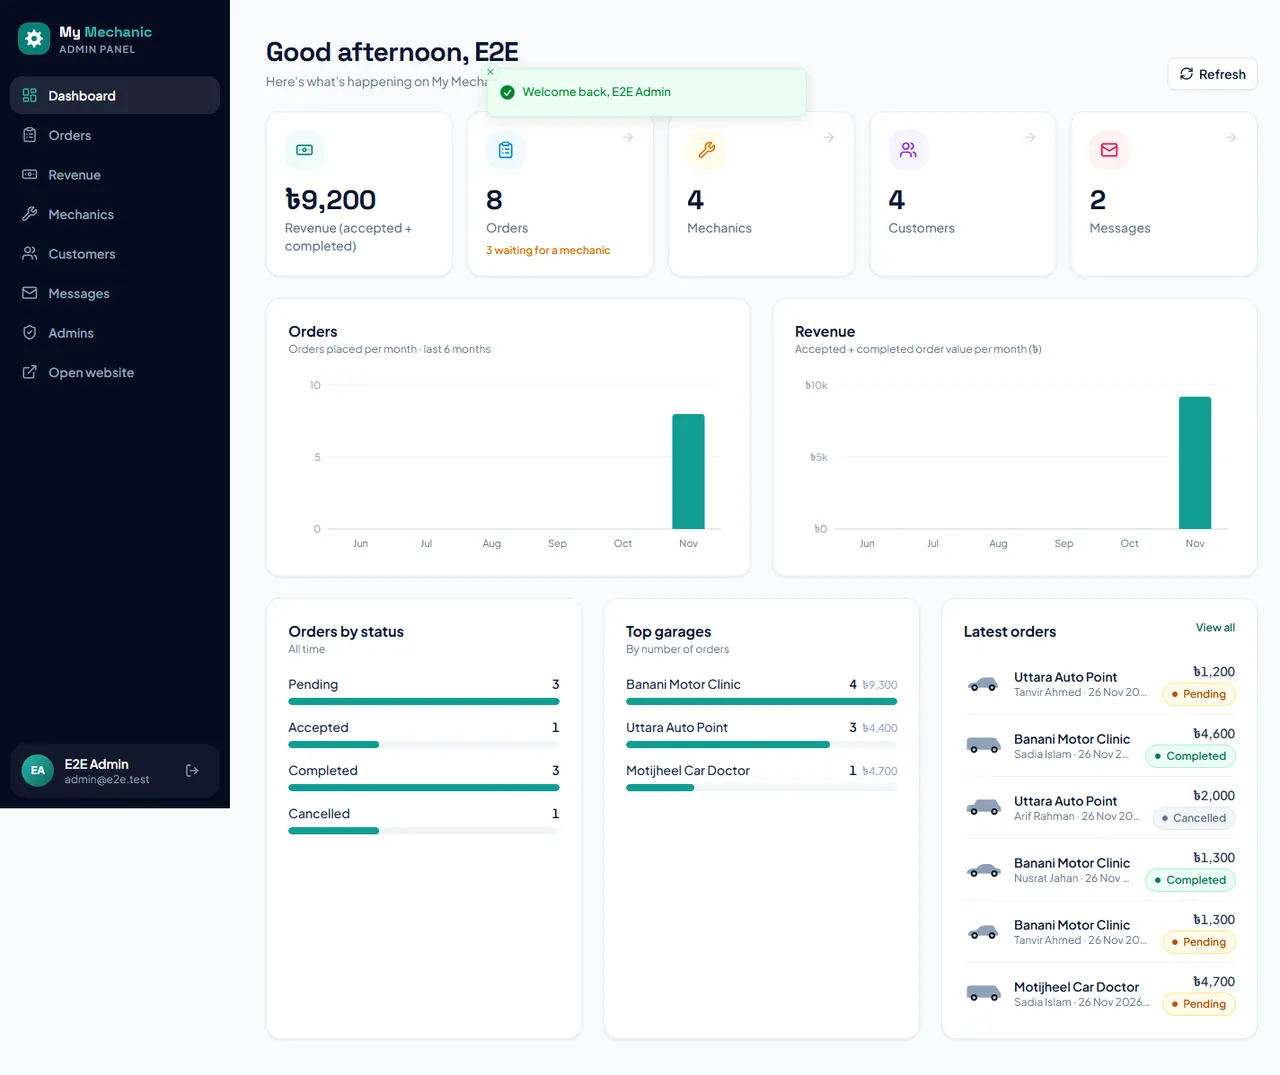 My Mechanic
ADMIN PANEL
Dashboard
Orders
Revenue
Mechanics
Customers
Messages
Admins
Open website
EA
E2E Admin
admin@e2e.test
Good afternoon, E2E
Here's what's happening on My Mecha
Welcome back, E2E Admin
Refresh
৳9,200
Revenue (accepted +
completed)
8
Orders
3 waiting for a mechanic
4
Mechanics
4
Customers
2
Messages
Orders
Orders placed per month · last 6 months
10
5
0
Jun Jul Aug Sep Oct Nov
Revenue
Accepted + completed order value per month (৳)
৳10k
৳5k
৳0
Jun Jul Aug Sep Oct Nov
Orders by status
All time
Pending 3
Accepted 1
Completed 3
Cancelled 1
Top garages
By number of orders
Banani Motor Clinic 4 ৳9,300
Uttara Auto Point 3 ৳4,400
Motijheel Car Doctor 1 ৳4,700
Latest orders
View all
Uttara Auto Point ৳1,200
Tanvir Ahmed · 26 Nov 20... Pending
Banani Motor Clinic ৳4,600
Sadia Islam · 26 Nov 2... Completed
Uttara Auto Point ৳2,000
Arif Rahman · 26 Nov 20... Cancelled
Banani Motor Clinic ৳1,300
Nusrat Jahan · 26 Nov ... Completed
Banani Motor Clinic ৳1,300
Tanvir Ahmed · 26 Nov 20... Pending
Motijheel Car Doctor ৳4,700
Sadia Islam · 26 Nov 2026... Pending